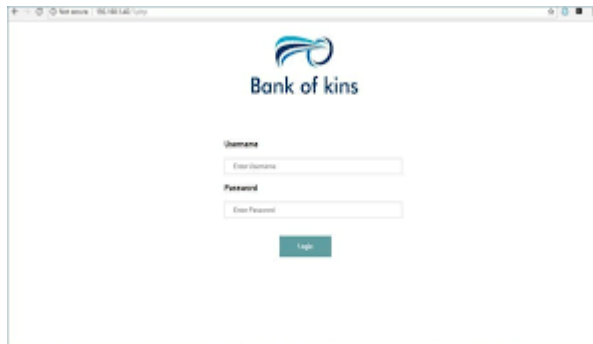 Not secure
Bank of kins
Username
Enter Username
Password
Enter Password
Login